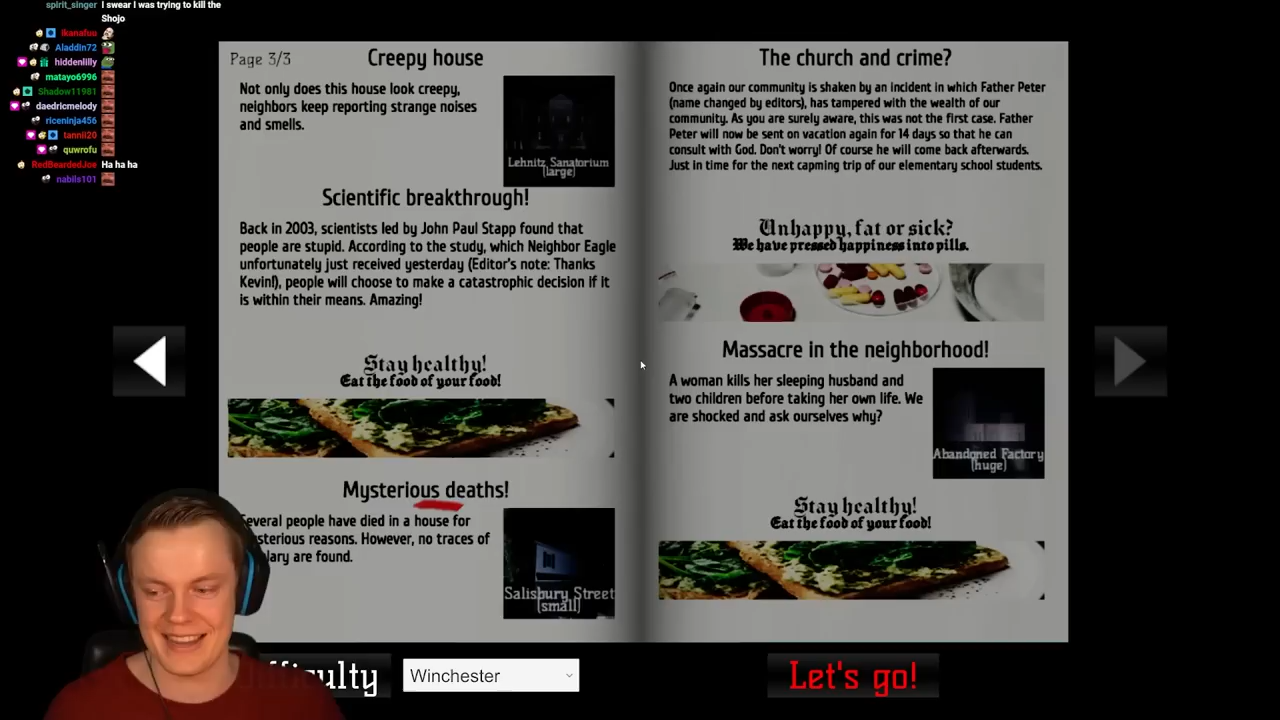 spirit_singer I swear I was trying to kill the
Shojo
ikanafuo
Aladdin72
hiddenlilly
matayo6996
Shadow11981
daedricmelody
riceninja456
tannii20
quwrofu
RedBeardedJoe Ha ha ha
nabils101
Page 3/3
Creepy house
Not only does this house look creepy,
neighbors keep reporting strange noises
and smells.
Lehnitz Sanatorium
(large)
Scientific breakthrough!
Back in 2003, scientists led by John Paul Stapp found that
people are stupid. According to the study, which Neighbor Eagle
unfortunately just received yesterday (Editor's note: Thanks
Kevin!), people will choose to make a catastrophic decision if it
is within their means. Amazing!
Stay healthy!
Eat the food of your food!
Mysterious deaths!
Several people have died in a house for
sterious reasons. However, no traces of
lary are found.
Salisbury Street
(small)
The church and crime?
Once again our community is shaken by an incident in which Father Peter
(name changed by editors), has tampered with the wealth of our
community. As you are surely aware, this was not the first case. Father
Peter will now be sent on vacation again for 14 days so that he can
consult with God. Don't worry! Of course he will come back afterwards.
Just in time for the next capming trip of our elementary school students.
Unhappy, fat or sick?
We have pressed happiness into pills.
Massacre in the neighborhood!
A woman kills her sleeping husband and
two children before taking her own life. We
are shocked and ask ourselves why?
Abandoned Factory
(huge)
Stay healthy!
Eat the food of your food!
fficulty
Winchester
Let's go!